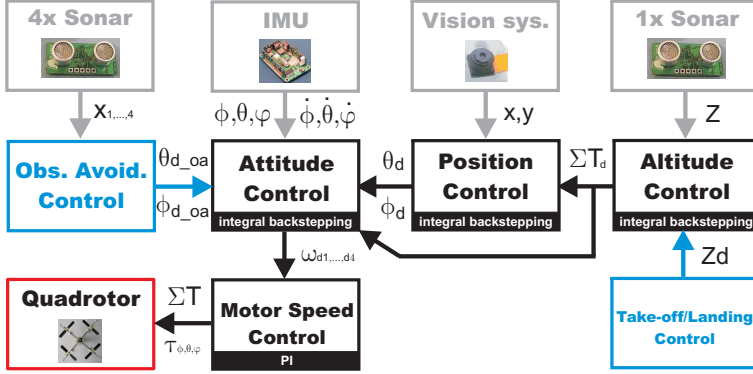 4x Sonar
IMU
Vision sys.
1x Sonar
x1,...,4
ϕ,θ,φ
ϕ̇,θ̇,φ̇
x,y
Z
Obs. Avoid.
Control
θd_oa
ϕd_oa
Attitude
Control
integral backstepping
θd
ϕd
Position
Control
integral backstepping
ΣTd
Altitude
Control
integral backstepping
ωd1,...,d4
Zd
Quadrotor
ΣT
τϕ,θ,φ
Motor Speed
Control
PI
Take-off/Landing
Control